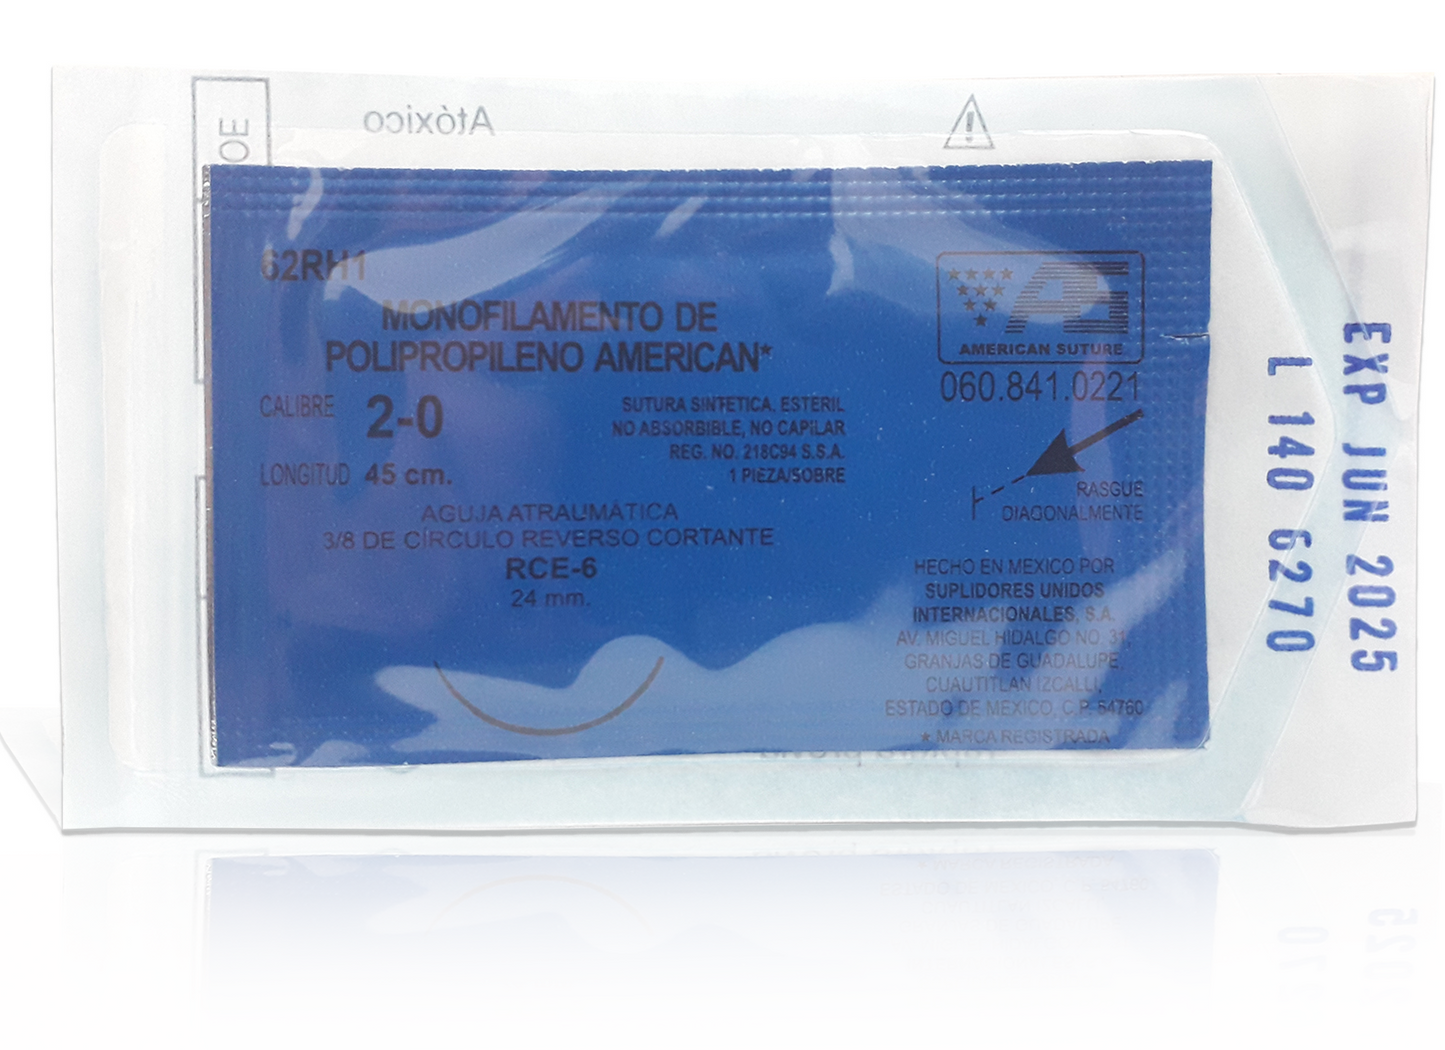 Atóxico
OE
62RH1
MONOFILAMENTO DE
POLIPROPILENO AMERICAN*
CALIBRE 2-0
LONGITUD 45 cm.
SUTURA SINTETICA. ESTERIL
NO ABSORBIBLE, NO CAPILAR
REG. NO. 218C94 S.S.A.
1 PIEZA/SOBRE
AGUJA ATRAUMÁTICA
3/8 DE CÍRCULO REVERSO CORTANTE
RCE-6
24 mm.
AS
AMERICAN SUTURE
060.841.0221
RASGUE
DIAGONALMENTE
HECHO EN MEXICO POR
SUPLIDORES UNIDOS
INTERNACIONALES, S.A.
AV. MIGUEL HIDALGO NO. 31,
GRANJAS DE GUADALUPE,
CUAUTITLAN IZCALLI,
ESTADO DE MEXICO, C.P. 54760
* MARCA REGISTRADA
EXP JUN 2025
L 140 6270